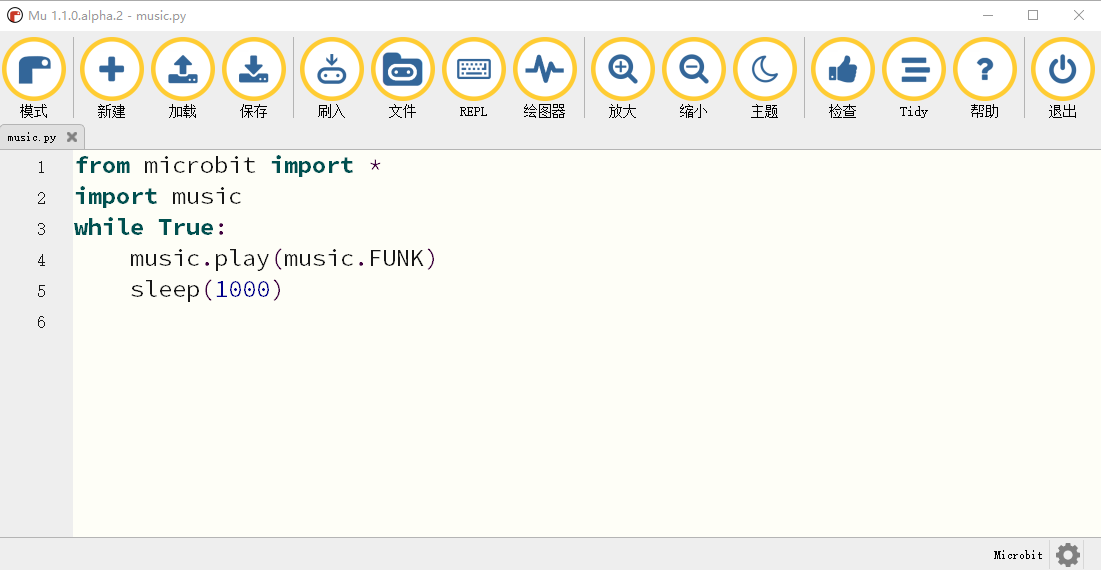 Mu 1.1.0.alpha.2 - music.py
模式 新建 加载 保存 刷入 文件 REPL 绘图器 放大 缩小 主题 检查 Tidy 帮助 退出
music.py
1 from microbit import *
2 import music
3 while True:
4     music.play(music.FUNK)
5     sleep(1000)
6
Microbit